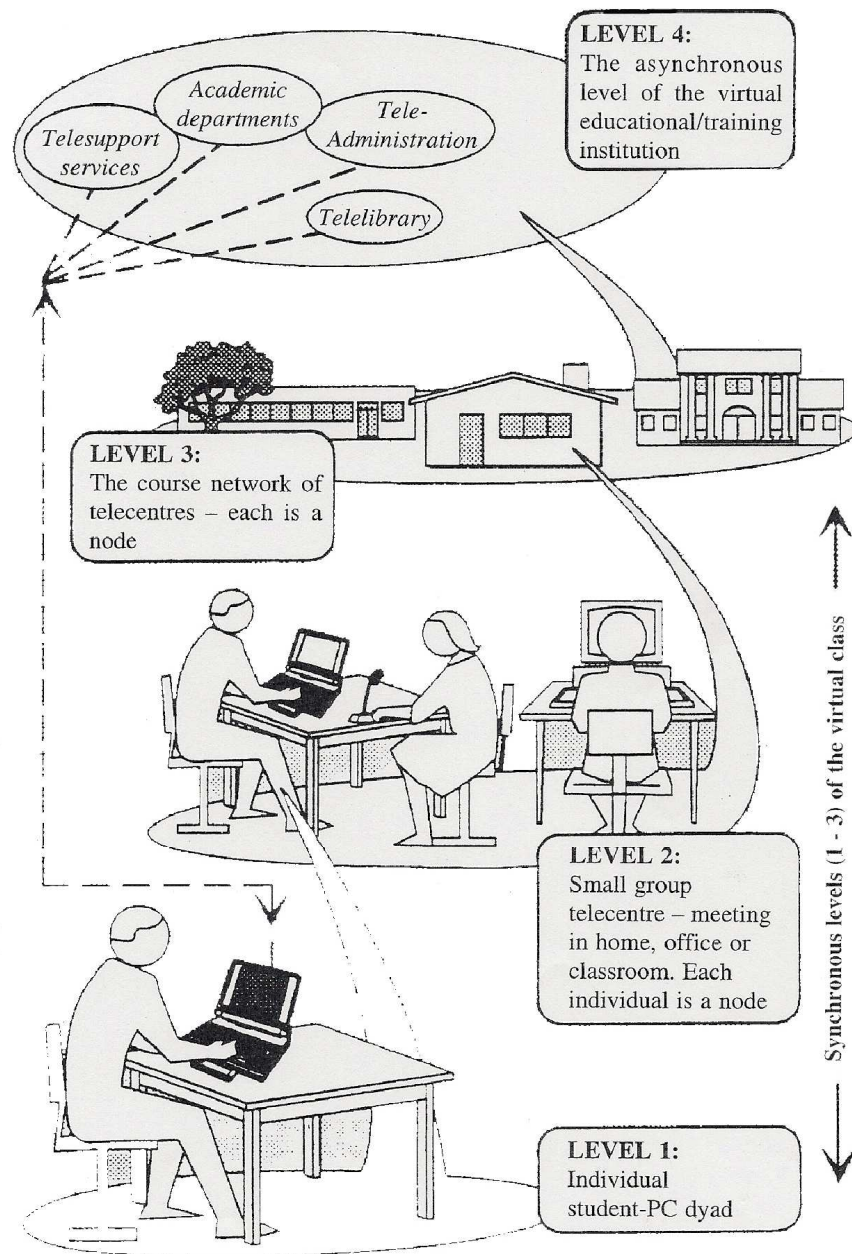 LEVEL 4:
The asynchronous
level of the virtual
educational/training
institution
Academic
departments
Tele-
Administration
Telesupport
services
Telelibrary
LEVEL 3:
The course network of
telecentres – each is a
node
Synchronous levels (1 - 3) of the virtual class
LEVEL 2:
Small group
telecentre – meeting
in home, office or
classroom. Each
individual is a node
LEVEL 1:
Individual
student-PC dyad